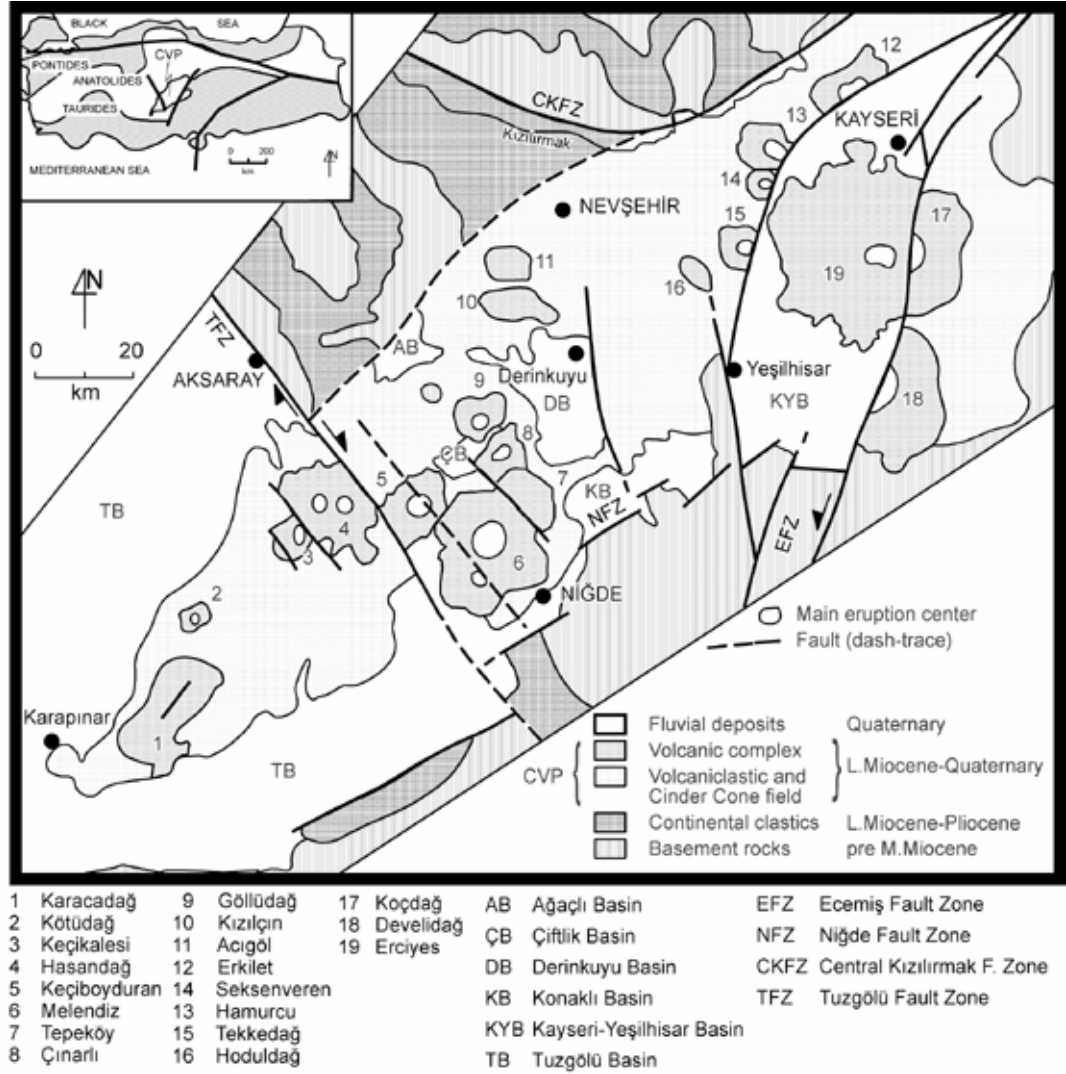 BLACK SEA
CVP
PONTIDES
ANATOLIDES
TAURIDES
0 200
km
N
MEDITERRANEAN SEA
CKFZ
Kızılırmak
12
13
KAYSERİ
14
NEVŞEHİR
15
17
11
16
19
10
N
0 20
km
TFZ
AKSARAY
AB
Derinkuyu
Yeşilhisar
9
DB
KYB
18
8
ÇB
5
7
KB
NFZ
TB
4
3
6
EFZ
2
NİĞDE
Main eruption center
Fault (dash-trace)
Karapınar
1
TB
Fluvial deposits Quaternary
Volcanic complex
CVP
L.Miocene-Quaternary
Volcaniclastic and
Cinder Cone field
Continental clastics L.Miocene-Pliocene
Basement rocks pre M.Miocene
1 Karacadağ
2 Kötüdağ
3 Keçikalesi
4 Hasandağ
5 Keçiboyduran
6 Melendiz
7 Tepeköy
8 Çınarlı
9 Göllüdağ
10 Kızılçın
11 Acıgöl
12 Erkilet
14 Seksenveren
13 Hamurcu
15 Tekkedağ
16 Hoduldağ
17 Koçdağ
18 Develidağ
19 Erciyes
AB Ağaçlı Basin
ÇB Çiftlik Basin
DB Derinkuyu Basin
KB Konaklı Basin
KYB Kayseri-Yeşilhisar Basin
TB Tuzgölü Basin
EFZ Ecemiş Fault Zone
NFZ Niğde Fault Zone
CKFZ Central Kızılırmak F. Zone
TFZ Tuzgölü Fault Zone